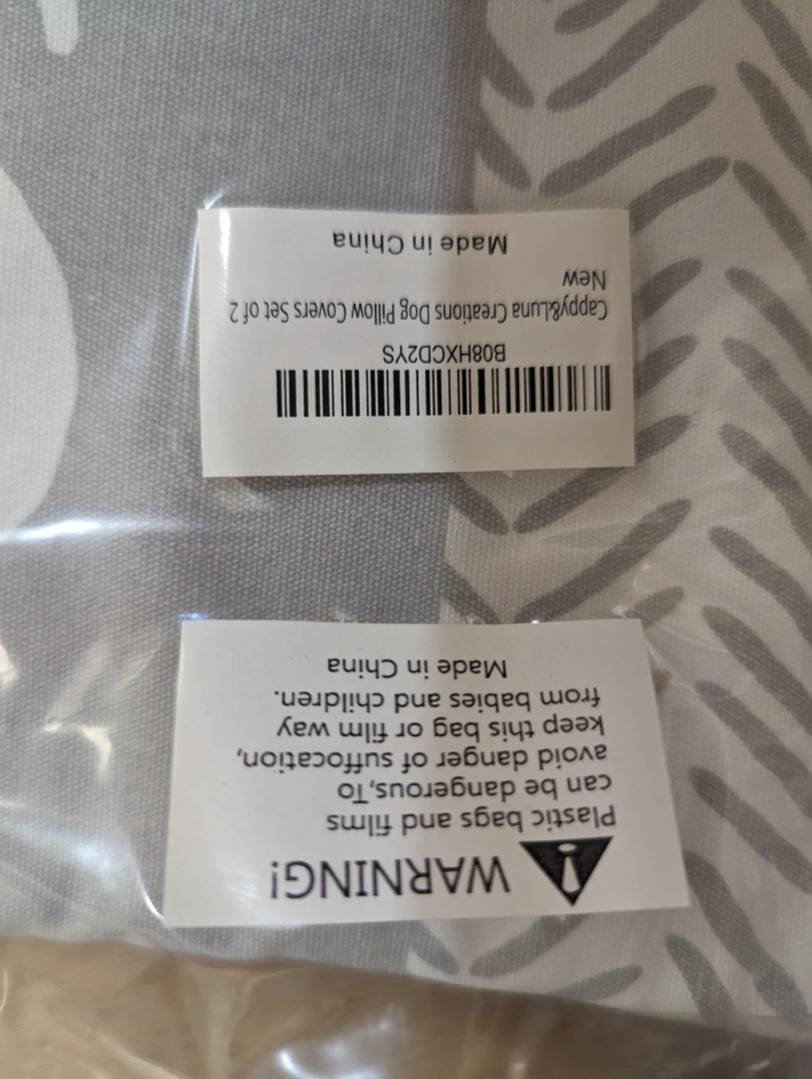 WARNING!
Plastic bags and films
can be dangerous,To
avoid danger of suffocation,
keep this bag or film way
from babies and children.
Made in China
B08HXCD2YS
Cappy&Luna Creations Dog Pillow Covers Set of 2
New
Made in China